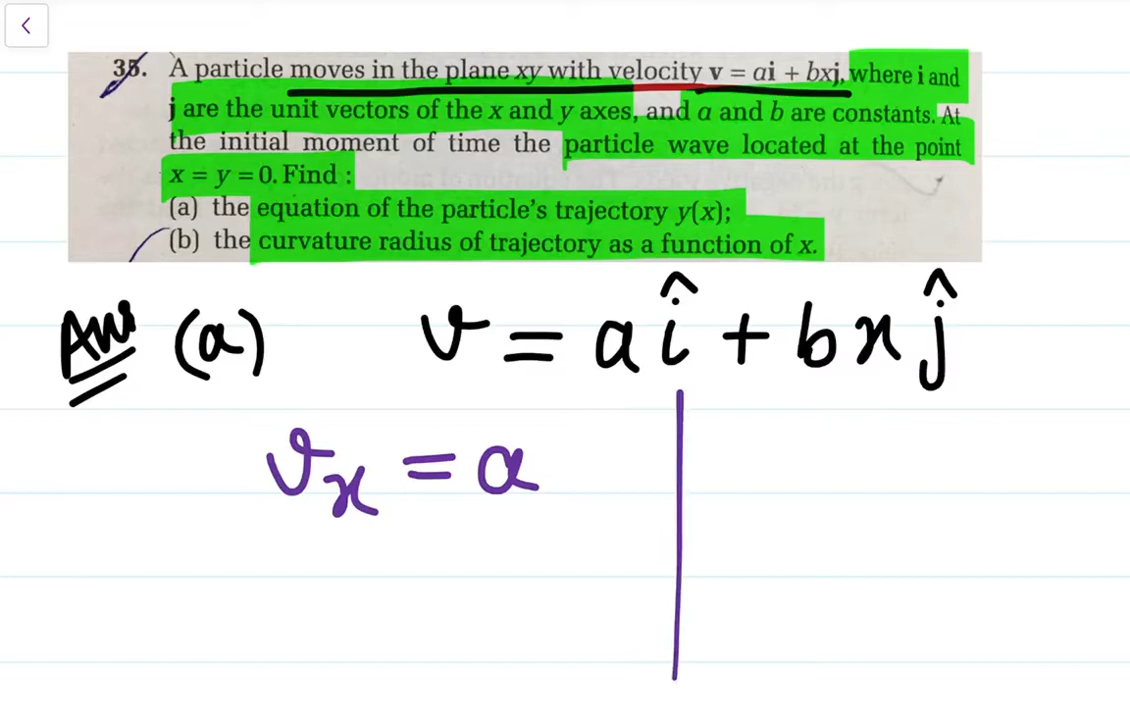 35. A particle moves in the plane xy with velocity v = ai + bxj, where i and
j are the unit vectors of the x and y axes, and a and b are constants. At
the initial moment of time the particle wave located at the point
x = y = 0. Find :
(a) the equation of the particle's trajectory y(x);
(b) the curvature radius of trajectory as a function of x.
Ans (a) v = a î + b x ĵ
vₓ = a